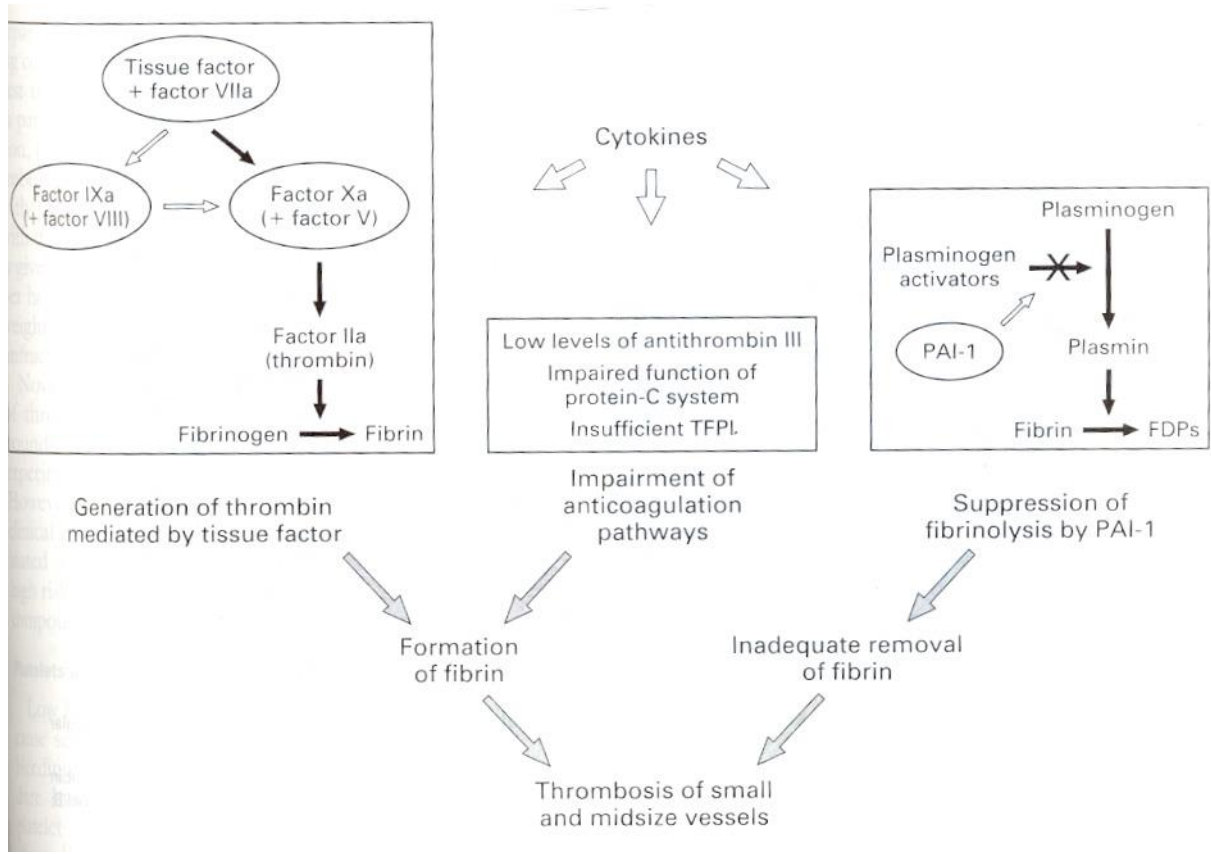 Tissue factor
+ factor VIIa
Factor IXa
(+ factor VIII)
Factor Xa
(+ factor V)
Factor IIa
(thrombin)
Fibrinogen
Fibrin
Generation of thrombin
mediated by tissue factor
Cytokines
Low levels of antithrombin III
Impaired function of
protein-C system
Insufficient TFPI.
Impairment of
anticoagulation
pathways
Plasminogen
Plasminogen
activators
X
PAI-1
Plasmin
Fibrin
FDPs
Suppression of
fibrinolysis by PAI-1
Formation
of fibrin
Inadequate removal
of fibrin
Thrombosis of small
and midsize vessels